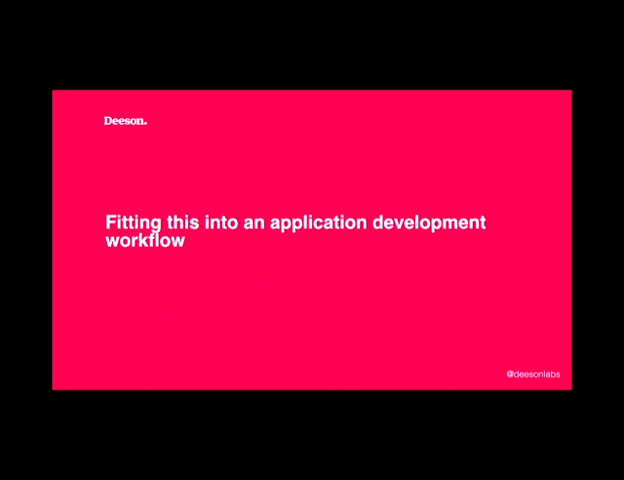 Deeson.
Fitting this into an application development
workflow
@deesonlabs